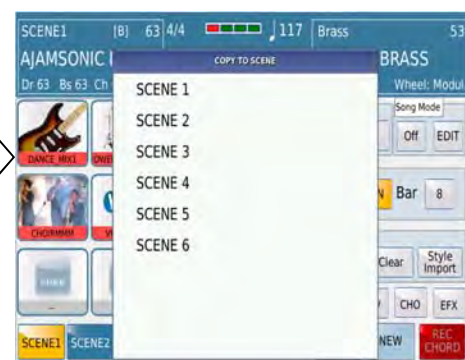 SCENE1 [B] 63 4/4 117 Brass 53
AJAMSONIC BRASS
COPY TO SCENE
Dr 63 Bs 63 Ch Wheel: Modul
SCENE 1
SCENE 2
SCENE 3
SCENE 4
SCENE 5
SCENE 6
Song Mode
Off EDIT
DANCE_MIX1
Bar 8
CHOIRMMM
Clear Style Import
CHO EFX
SCENE1 SCENE2 NEW REC CHORD